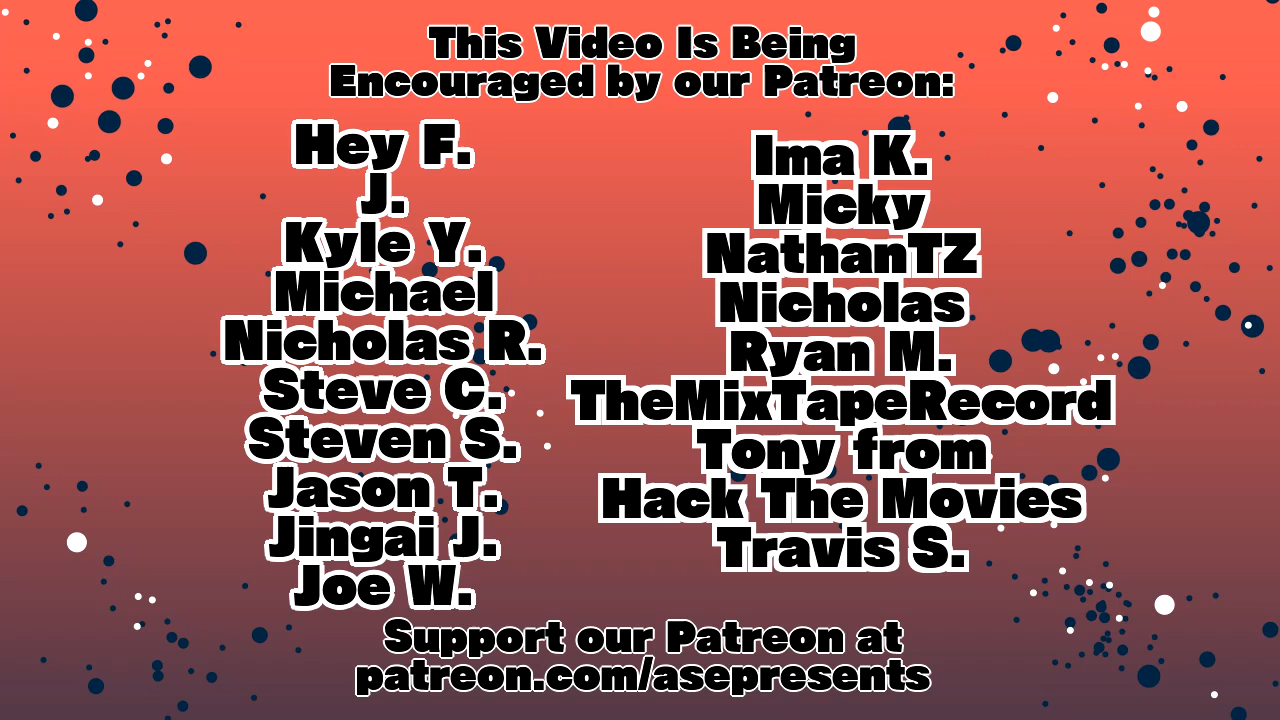 This Video Is Being
Encouraged by our Patreon:
Hey F.
J.
Kyle Y.
Michael
Nicholas R.
Steve C.
Steven S.
Jason T.
Jingai J.
Joe W.
Ima K.
Micky
NathanTZ
Nicholas
Ryan M.
TheMixTapeRecord
Tony from
Hack The Movies
Travis S.
Support our Patreon at
patreon.com/asepresents